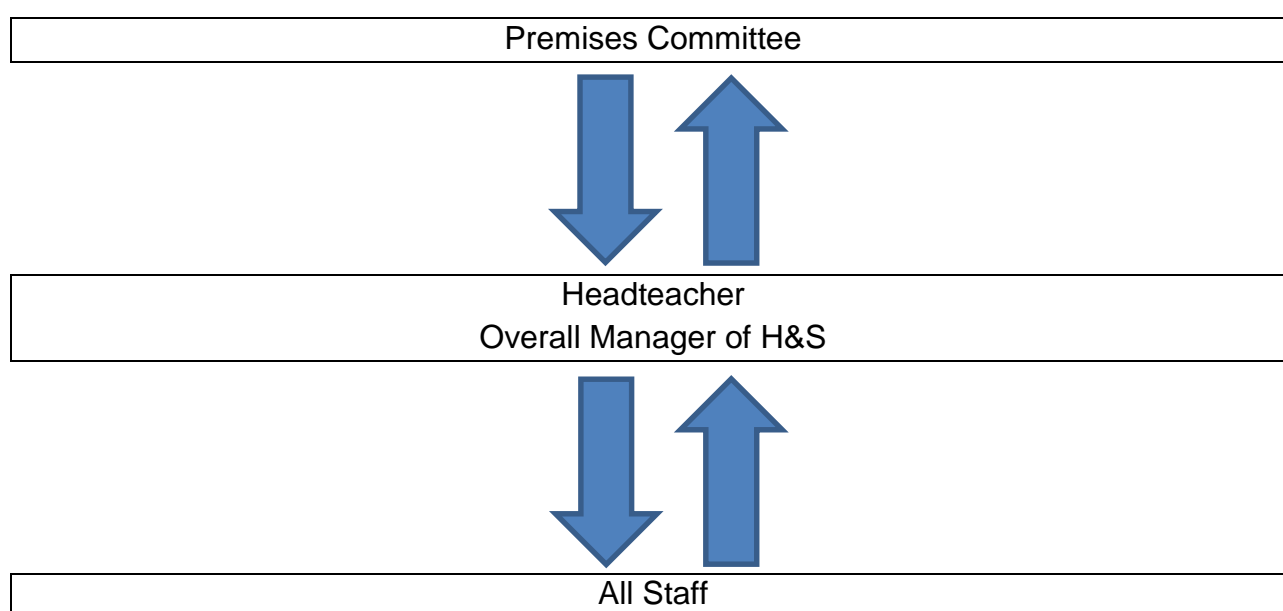 Premises Committee
Headteacher
Overall Manager of H&S
All Staff